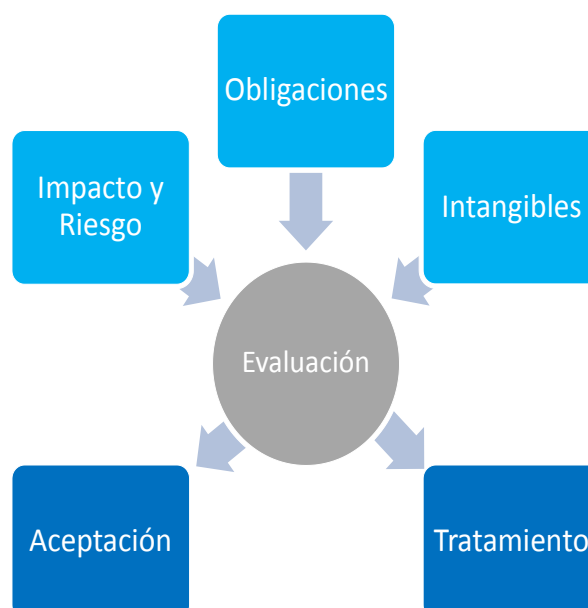 Obligaciones
Impacto y
Riesgo
Intangibles
Evaluación
Aceptación
Tratamiento